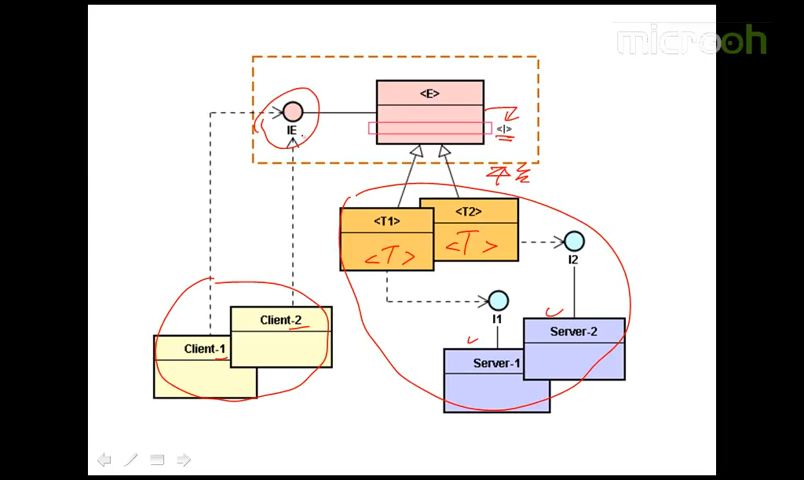 microoh
<E>
IE
<I>
<T1>
<T2>
<T>
<T>
I2
I1
Client-2
Client-1
Server-2
Server-1